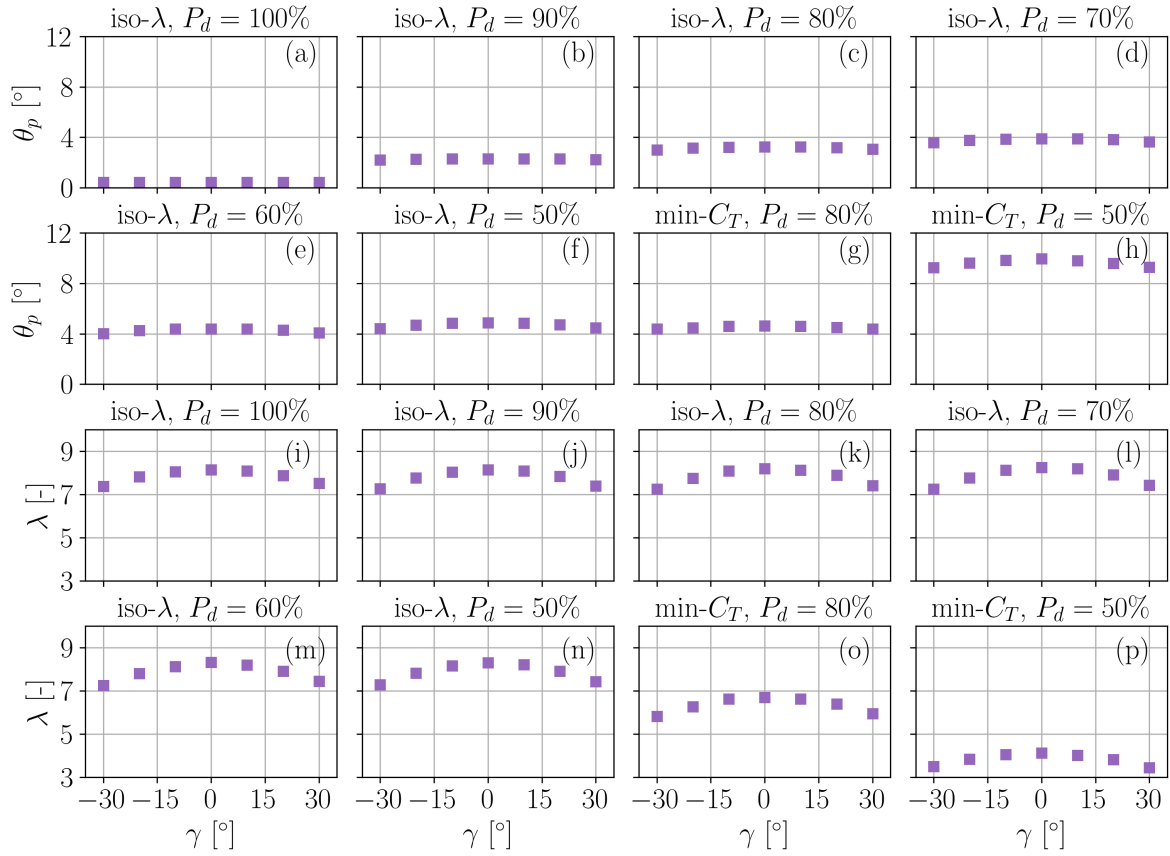 iso-λ, P_d = 100% iso-λ, P_d = 90% iso-λ, P_d = 80% iso-λ, P_d = 70%
12 (a) (b) (c) (d)
8
θ_p [°]
4
0
iso-λ, P_d = 60% iso-λ, P_d = 50% min-C_T, P_d = 80% min-C_T, P_d = 50%
12 (e) (f) (g) (h)
8
θ_p [°]
4
0
iso-λ, P_d = 100% iso-λ, P_d = 90% iso-λ, P_d = 80% iso-λ, P_d = 70%
9 (i) (j) (k) (l)
7
λ [-]
5
3
iso-λ, P_d = 60% iso-λ, P_d = 50% min-C_T, P_d = 80% min-C_T, P_d = 50%
9 (m) (n) (o) (p)
7
λ [-]
5
3
−30 −15 0 15 30 −30 −15 0 15 30 −30 −15 0 15 30 −30 −15 0 15 30
γ [°] γ [°] γ [°] γ [°]